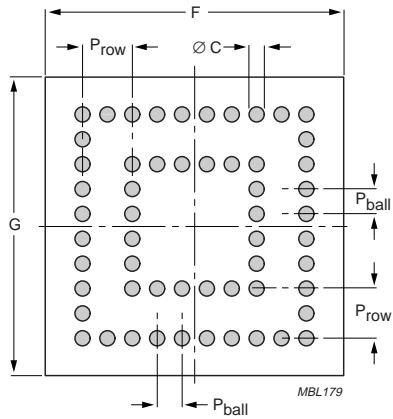 F
P_row
∅ C
G
P_ball
P_row
P_ball
MBL179